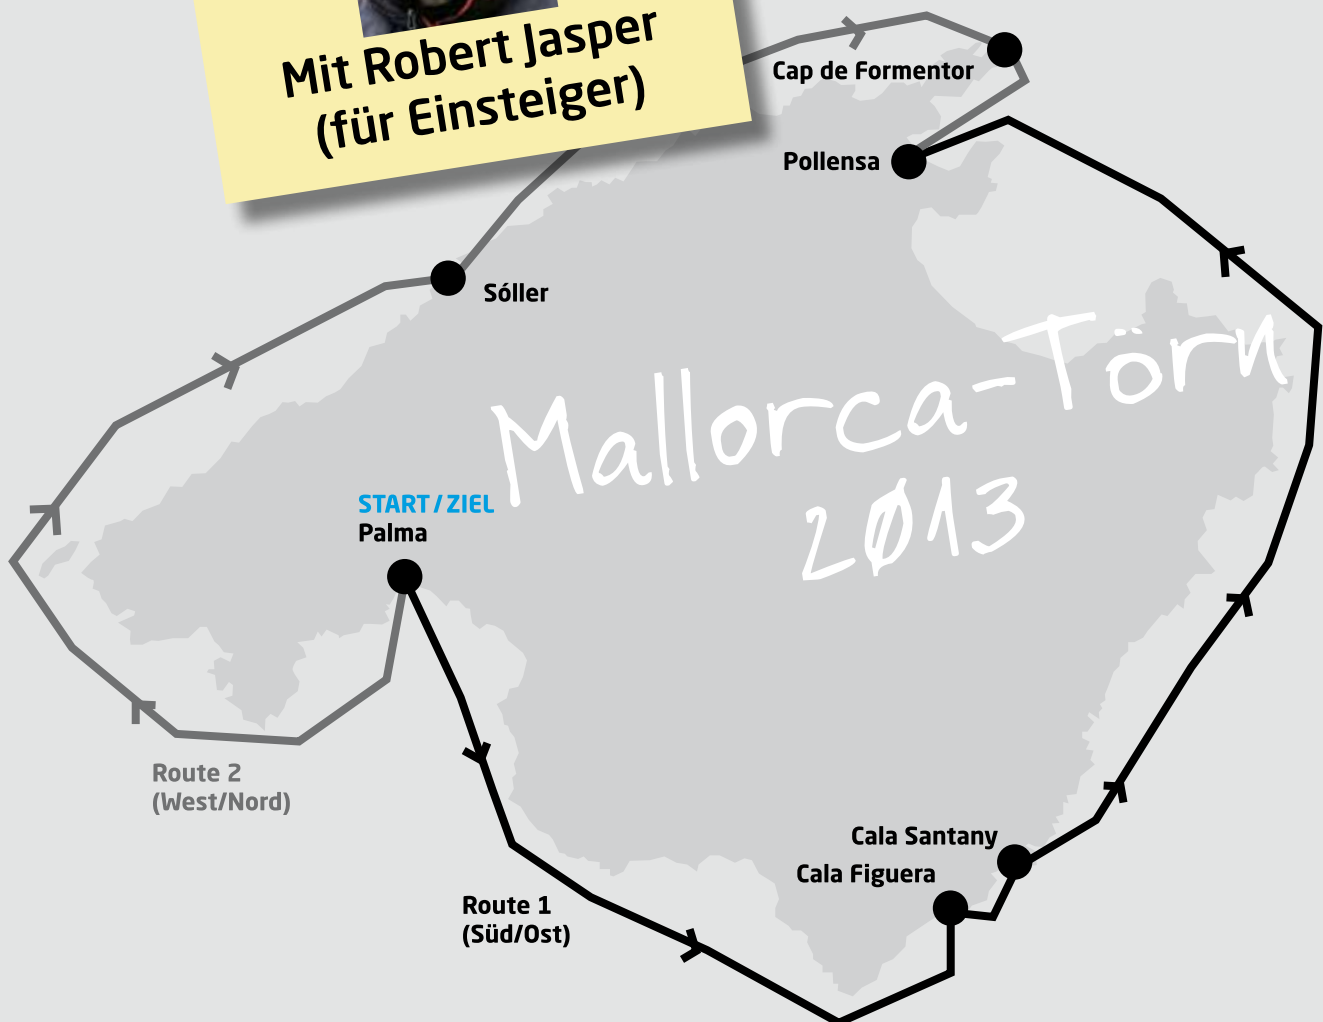 Mit Robert Jasper
(für Einsteiger)
Cap de Formentor
Pollensa
Sóller
Mallorca-Törn
2013
START / ZIEL
Palma
Route 2
(West/Nord)
Cala Santany
Cala Figuera
Route 1
(Süd/Ost)